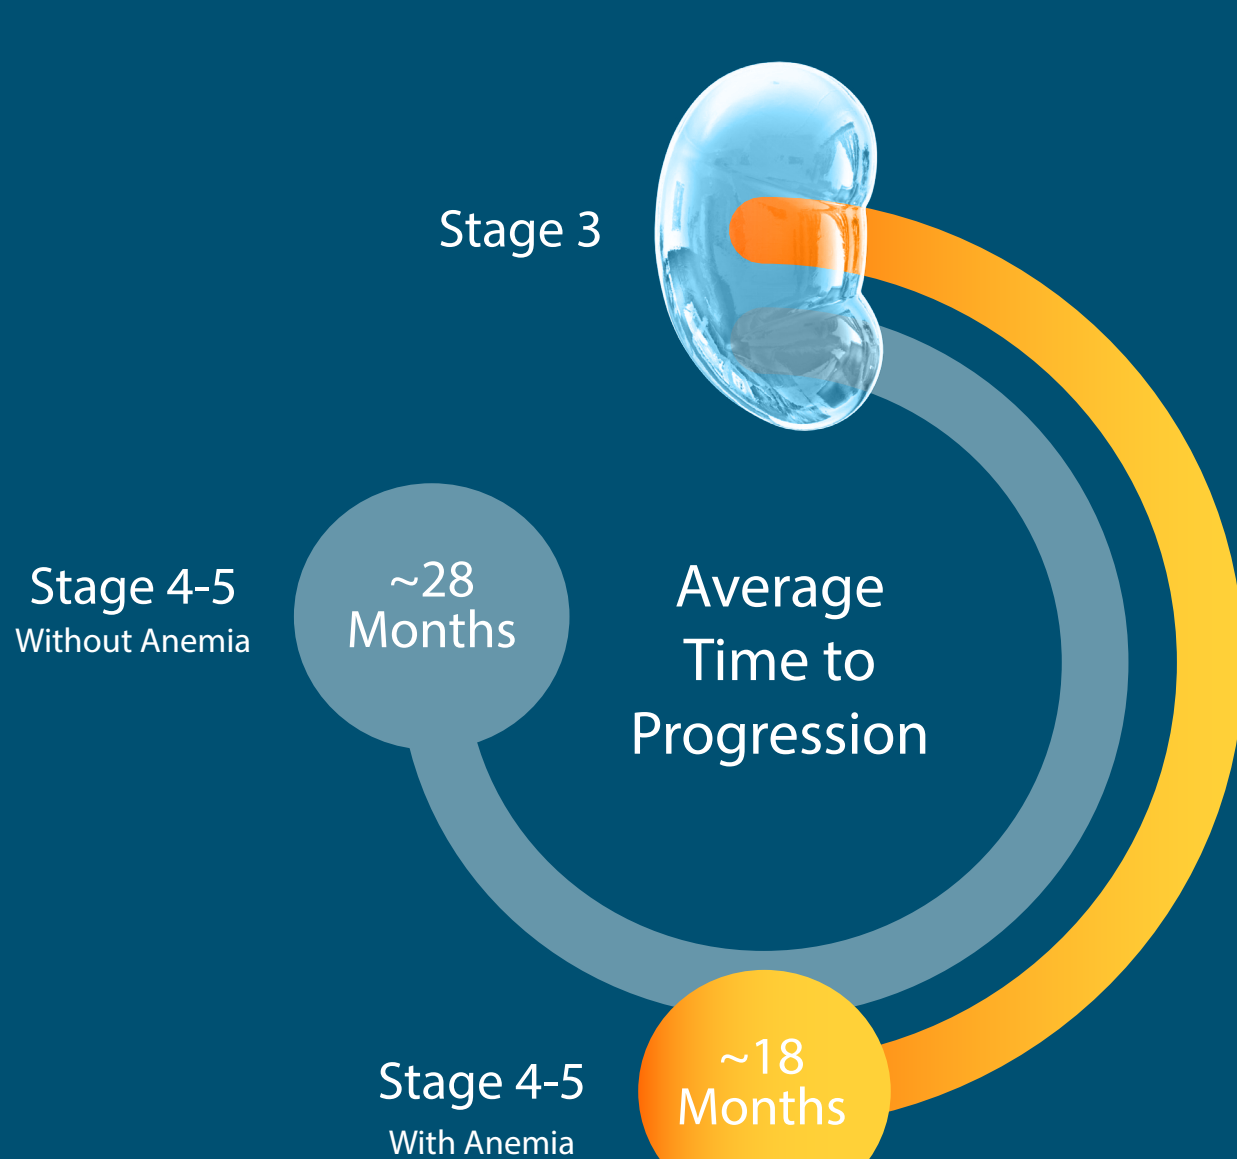 Stage 3
Stage 4-5
Without Anemia
~28
Months
Average
Time to
Progression
Stage 4-5
With Anemia
~18
Months